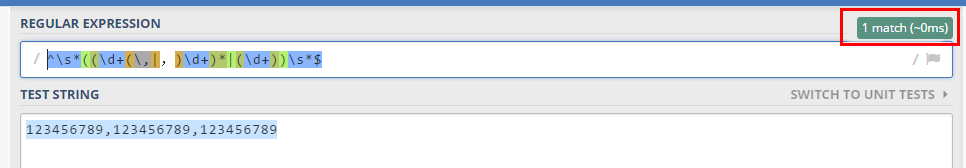 REGULAR EXPRESSION
1 match (~0ms)
/ ^\s*((\d+(\,|，)\d+)*|(\d+))\s*$ /
TEST STRING
SWITCH TO UNIT TESTS
123456789,123456789,123456789